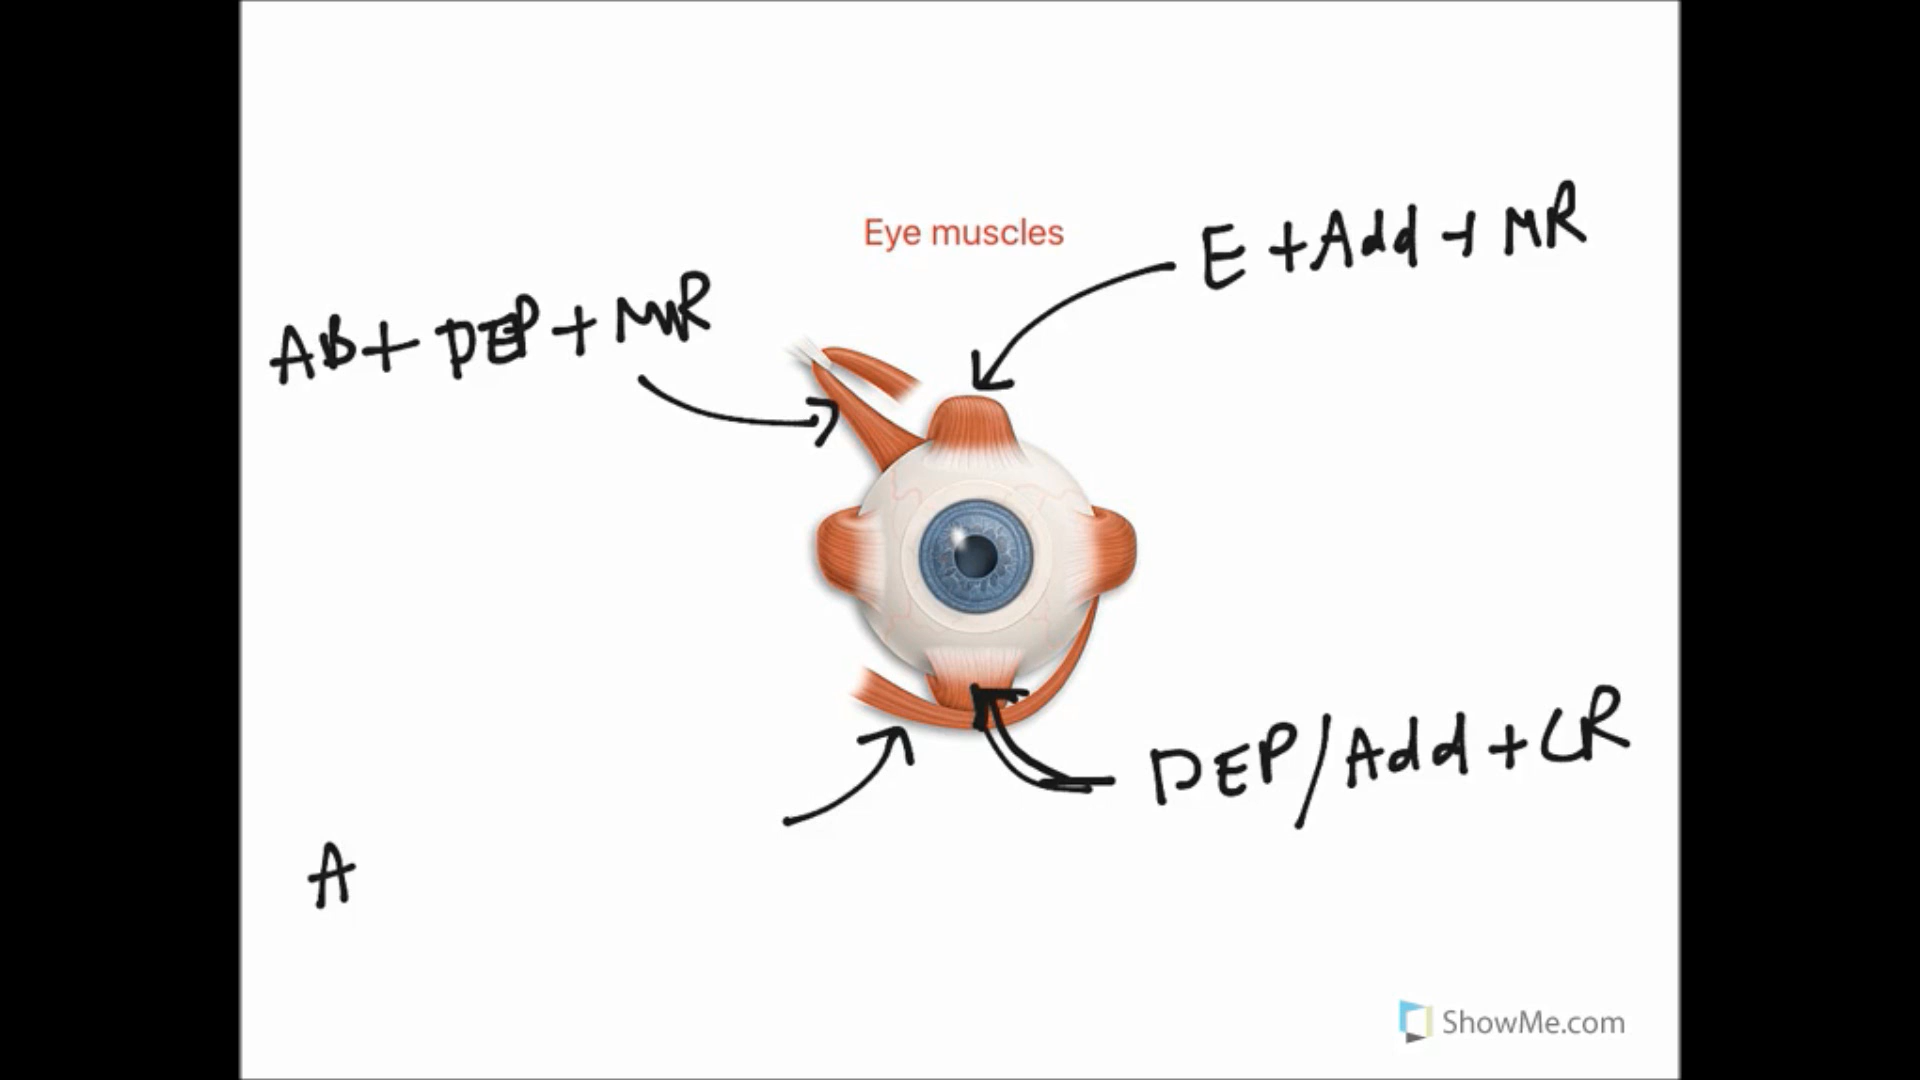 Eye muscles
E + Add + MR
AB + DEP + MR
DEP/Add + LR
A
ShowMe.com